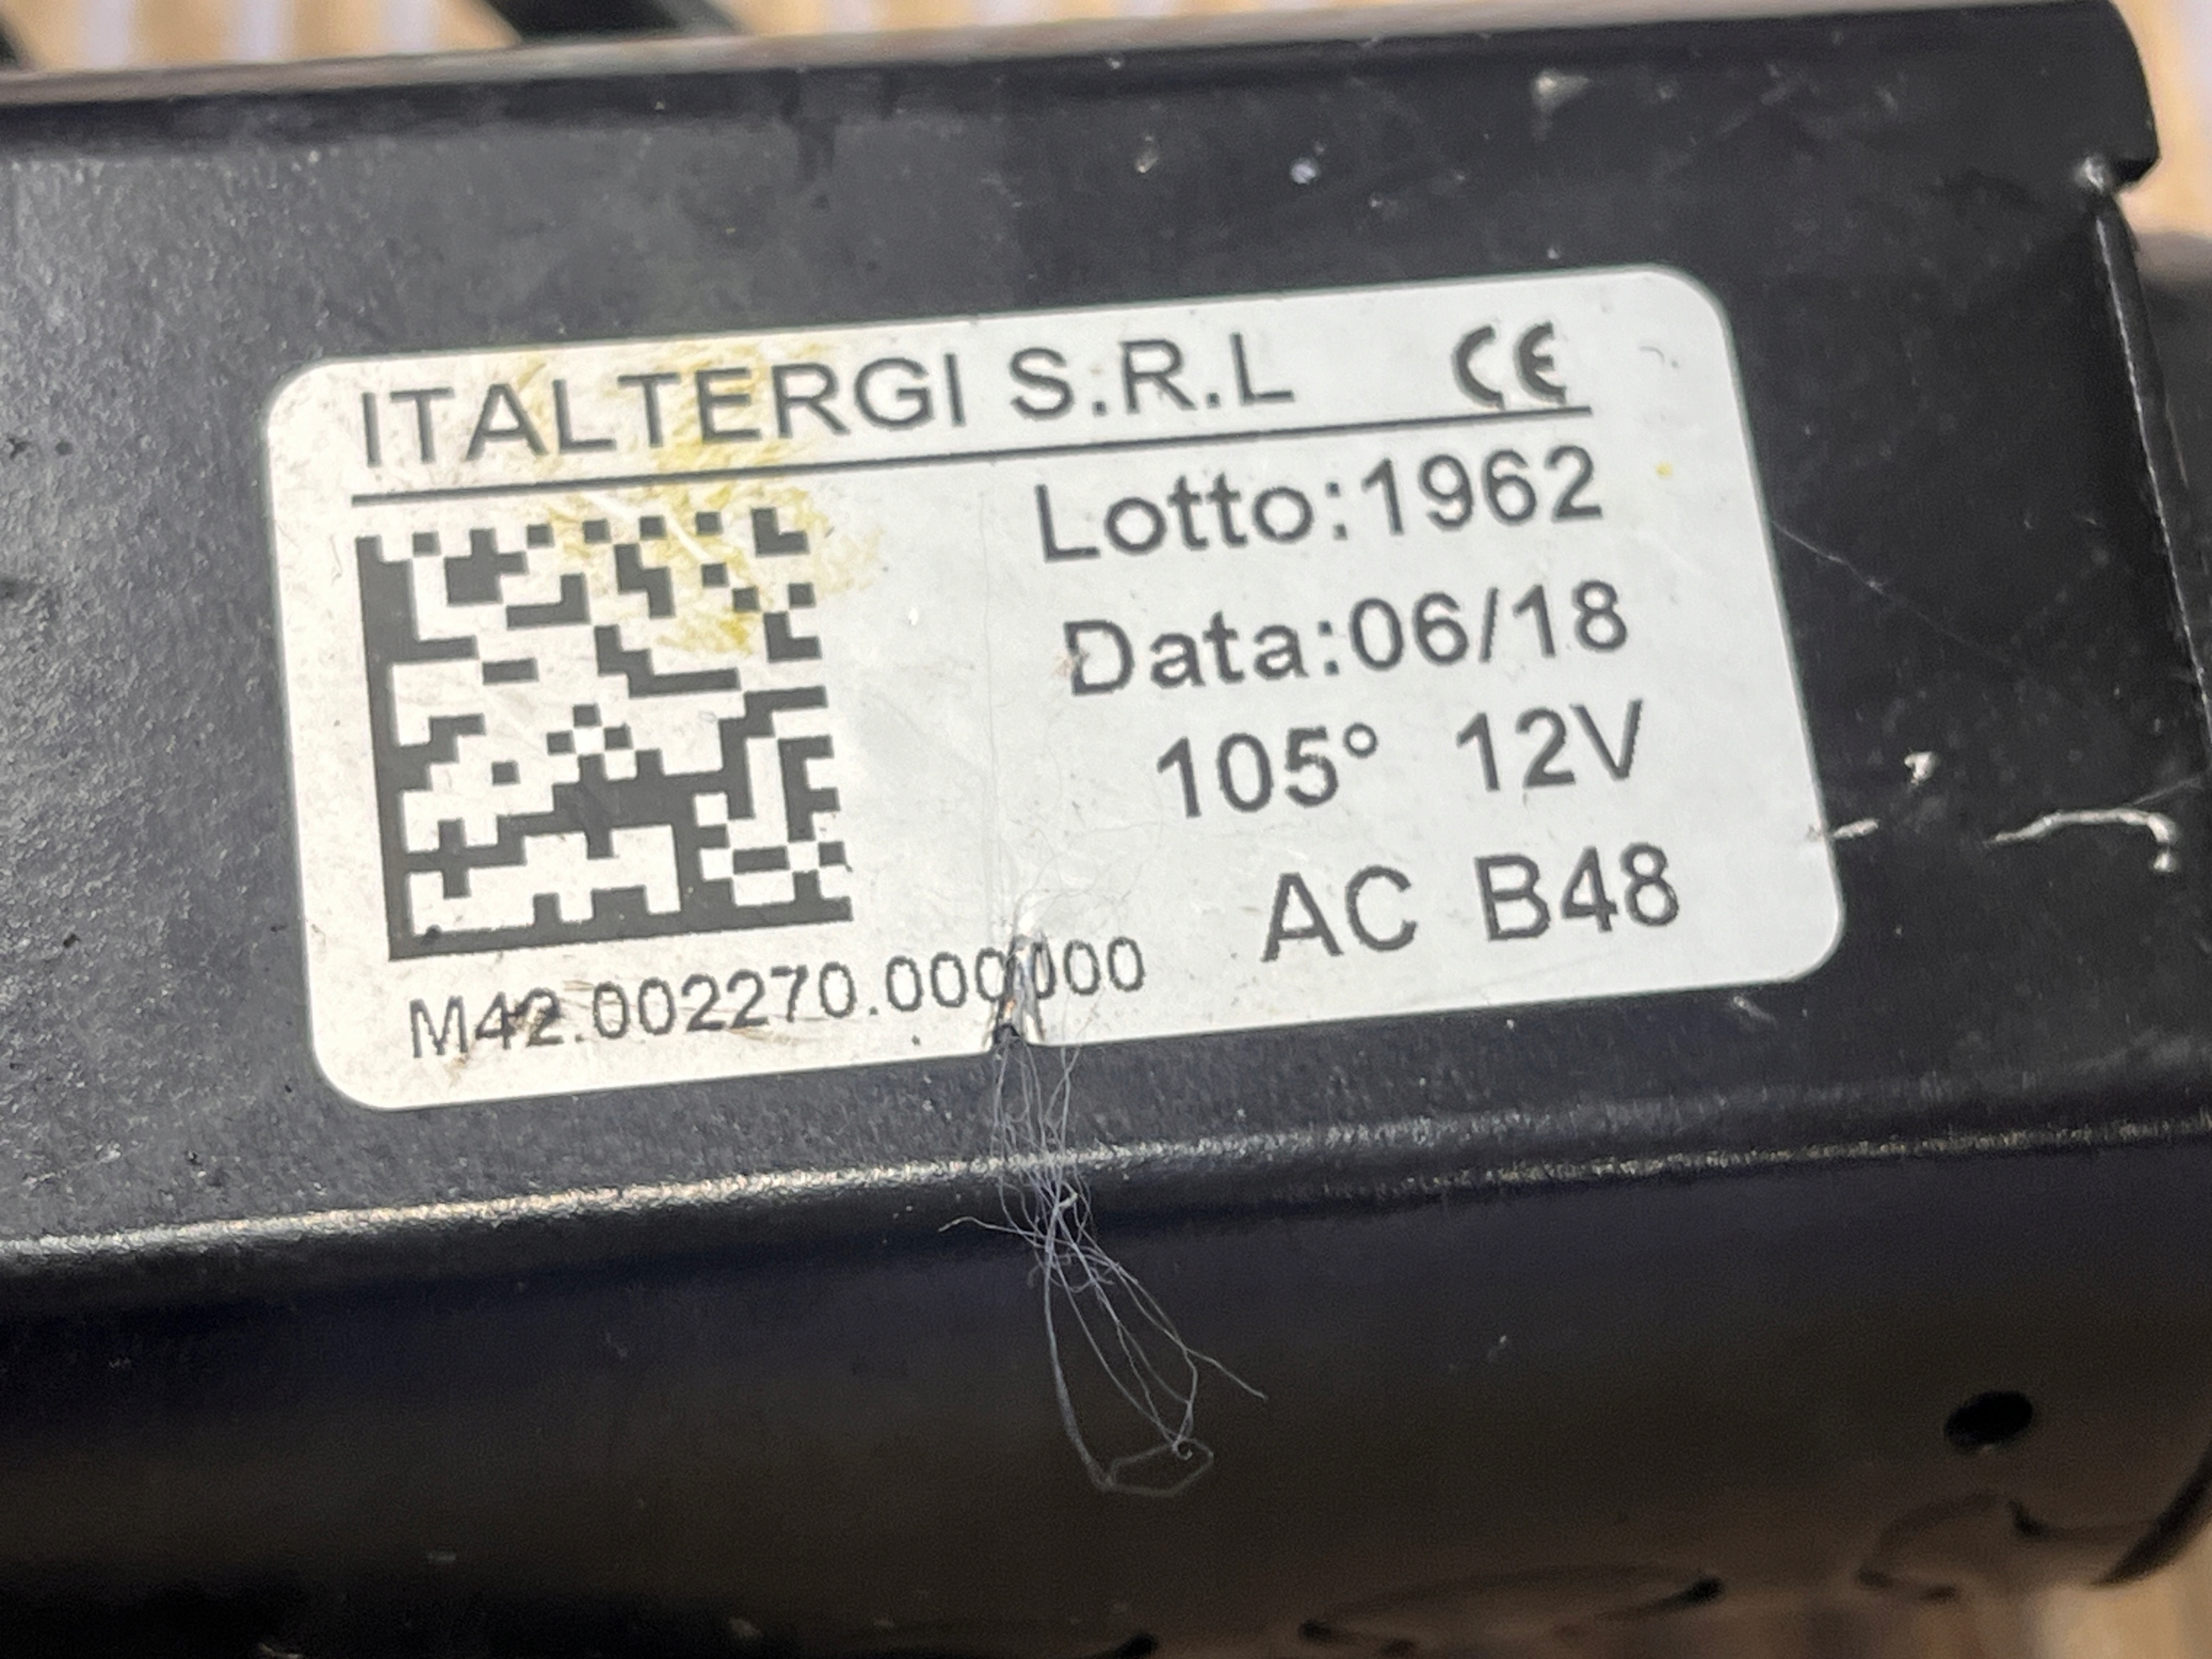 ITALTERGI S.R.L CE
Lotto:1962
Data:06/18
105° 12V
AC B48
M42.002270.000000